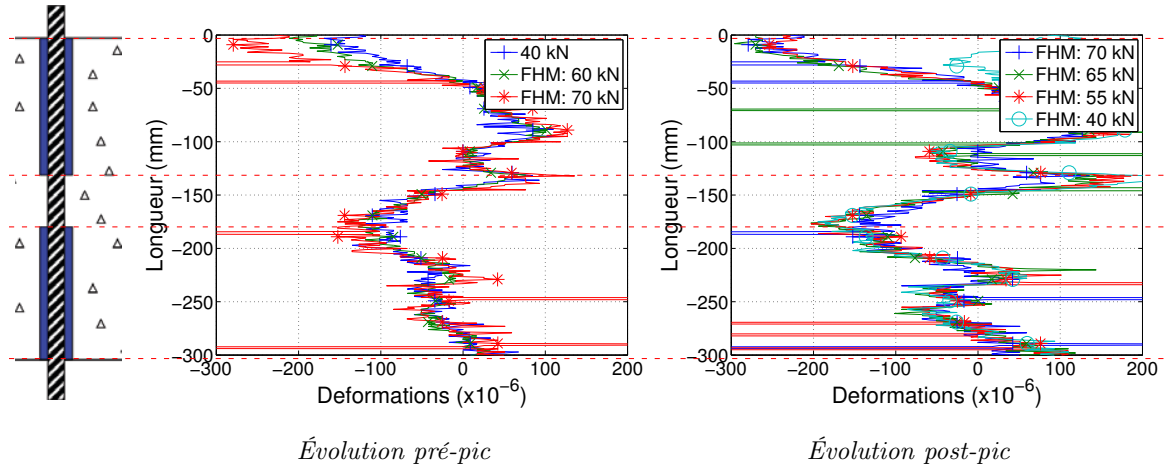 0
−50
−100
−150
−200
−250
−300
−300
−200
−100
0
100
200
Longueur (mm)
Deformations (x10⁻⁶)
40 kN
FHM: 60 kN
FHM: 70 kN
Évolution pré-pic
0
−50
−100
−150
−200
−250
−300
−300
−200
−100
0
100
200
Longueur (mm)
Deformations (x10⁻⁶)
FHM: 70 kN
FHM: 65 kN
FHM: 55 kN
FHM: 40 kN
Évolution post-pic